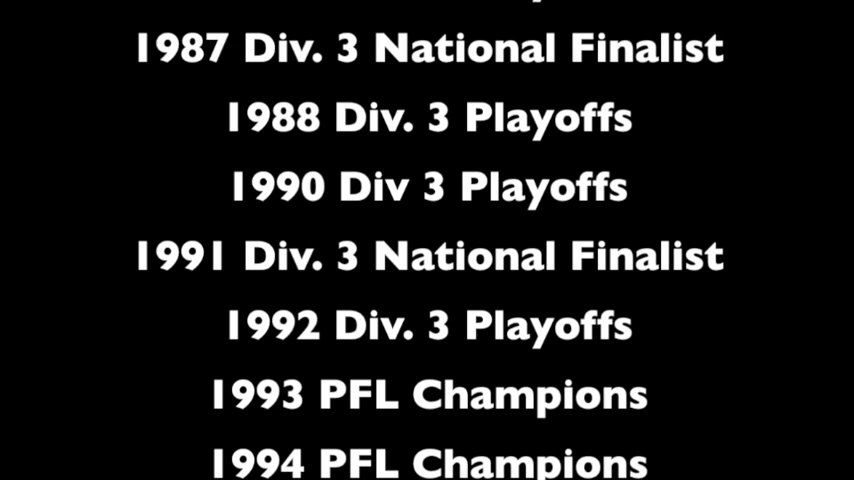 1987 Div. 3 National Finalist
1988 Div. 3 Playoffs
1990 Div 3 Playoffs
1991 Div. 3 National Finalist
1992 Div. 3 Playoffs
1993 PFL Champions
1994 PFL Champions